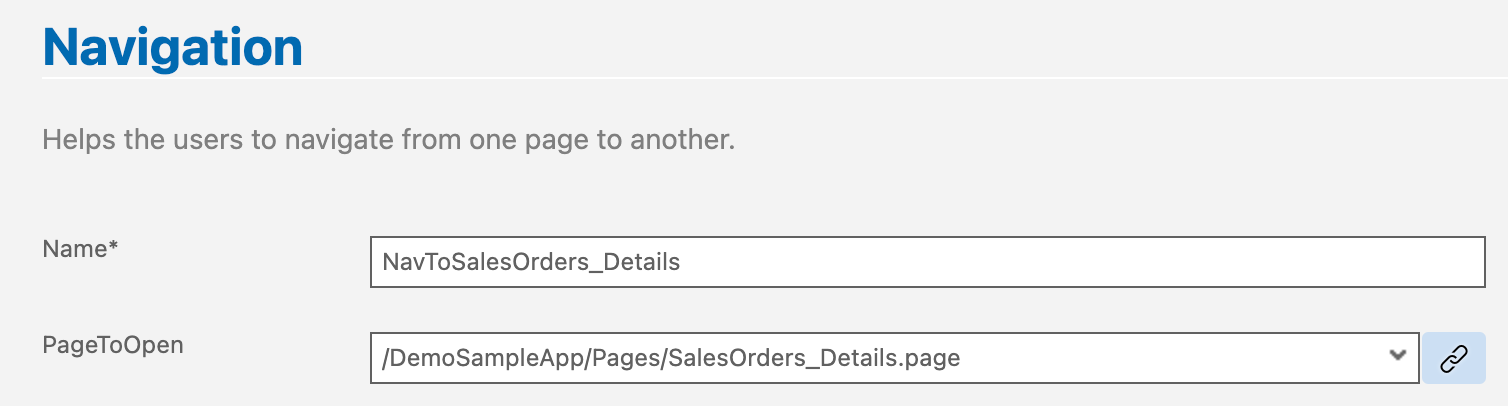 Navigation
Helps the users to navigate from one page to another.
Name*
NavToSalesOrders_Details
PageToOpen
/DemoSampleApp/Pages/SalesOrders_Details.page